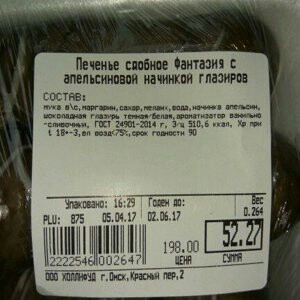 Печенье сдобное Фантазия с
апельсиновой начинкой глазиров
СОСТАВ:
мука в\с,маргарин,сахар,меланж,вода,начинка апельсин,
шоколадная глазурь темная/белая,ароматизатор ванильно
-сливочный, ГОСТ 24901-2014 г, Э/ц 510,6 ккал, Хр при
t 18+-3,вл возд<75%,срок годности 90
Упаковано: 16:29 Годен до: Вес
PLU: 875 05.04.17 02.06.17 0.264
2222546 002647 198.00 52.27
ЦЕНА СУММА
ООО ХОЛЛИФУД г.Омск,Красный пер,2